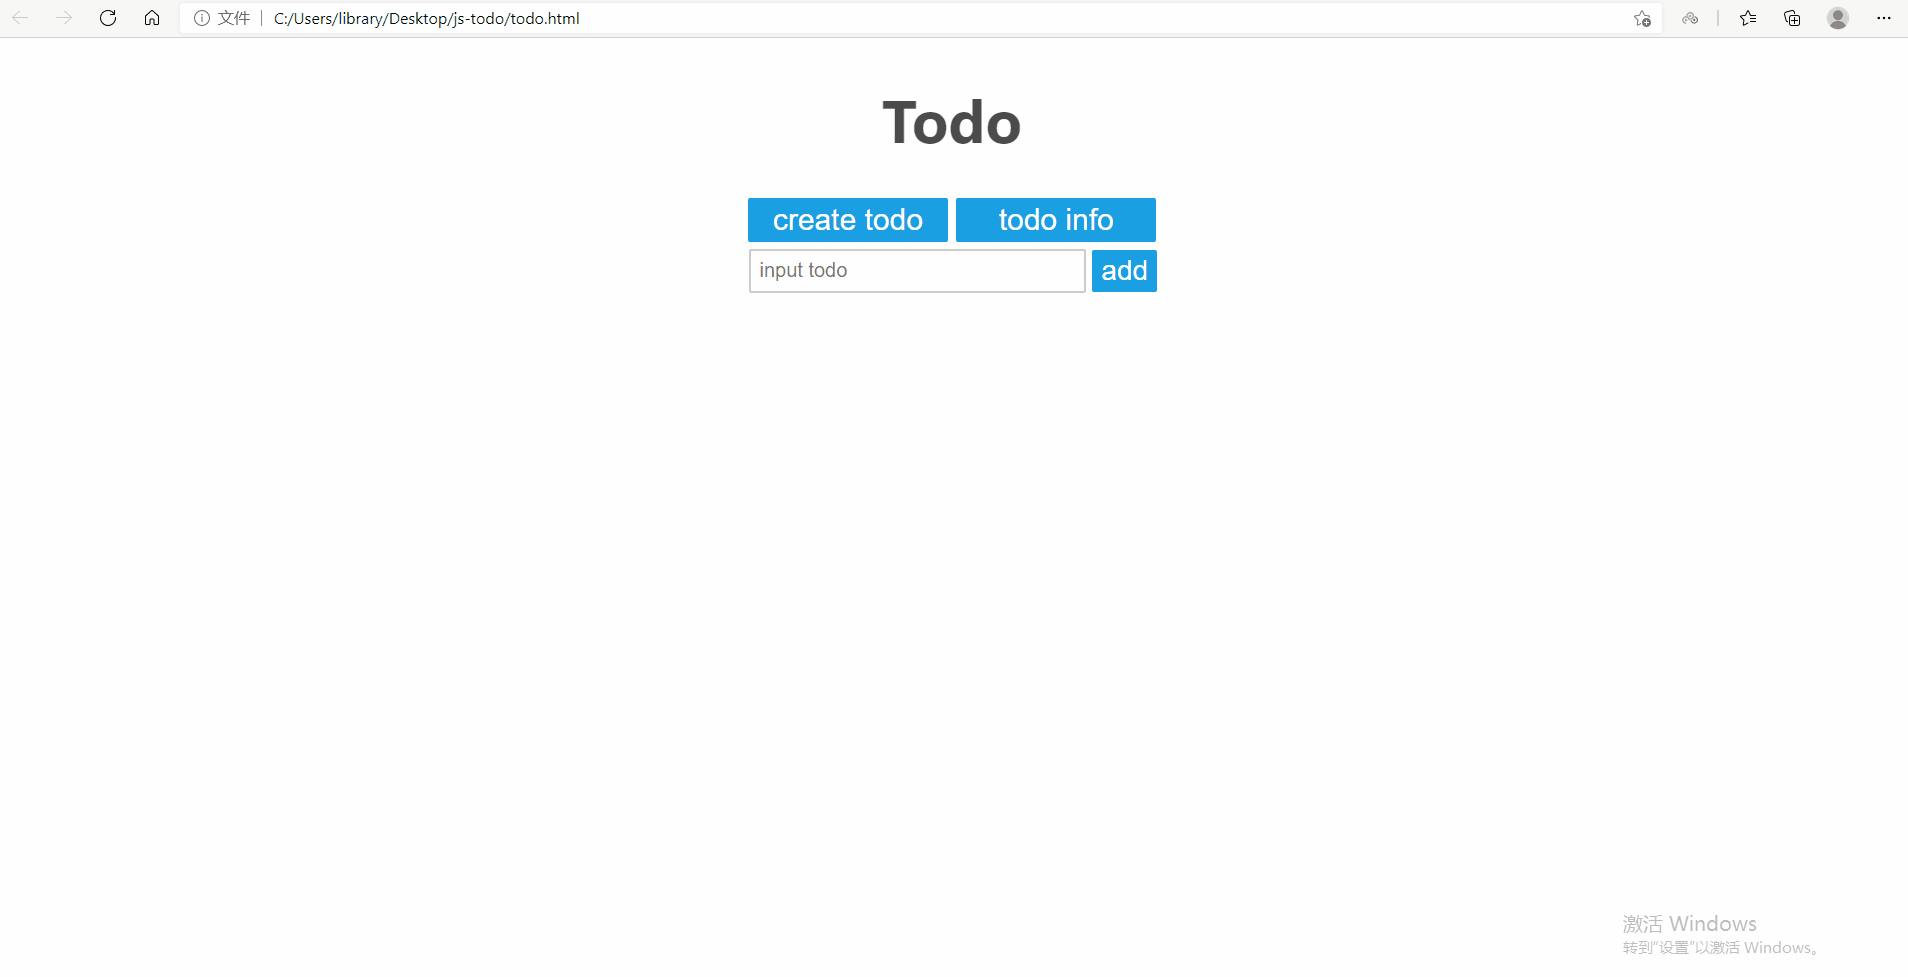 文件 C:/Users/library/Desktop/js-todo/todo.html
Todo
create todo todo info
input todo add
激活 Windows
转到“设置”以激活 Windows。